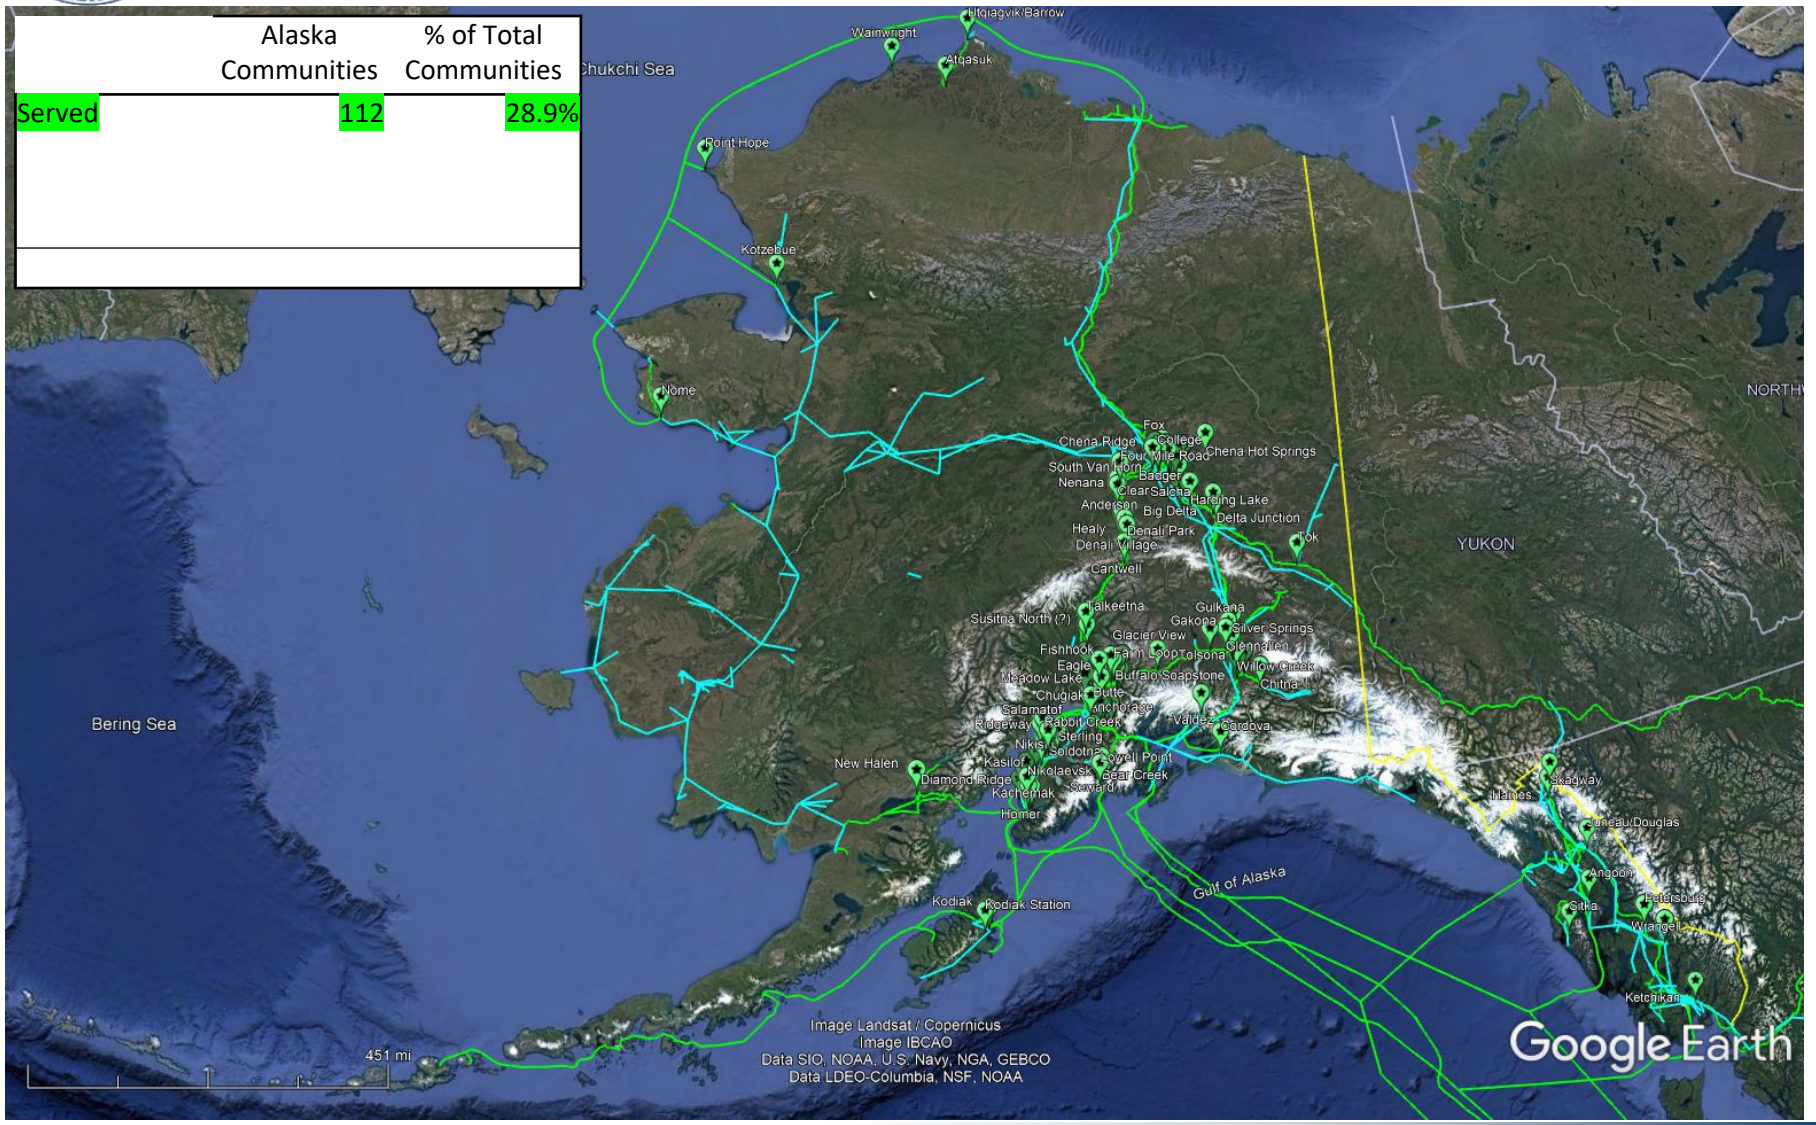 Alaska Communities
% of Total Communities
Served 112 28.9%
Utqiagvik/Barrow
Wainwright
Atqasuk
Chukchi Sea
Point Hope
Kotzebue
Nome
NORTHW
Fox
Chena Ridge
College
Four Mile Road
Chena Hot Springs
South Van Horn
Badger
Nenana
Clear
Salcha
Harding Lake
Anderson
Big Delta
Delta Junction
Healy
Denali Park
Tok
Denali Village
YUKON
Cantwell
Talkeetna
Gulkana
Susitna North (?)
Gakona
Silver Springs
Glacier View
Fishhook
Farm Loop
Tolsona
Glennallen
Eagle
Willow Creek
Meadow Lake
Buffalo Soapstone
Chitna
Chugiak
Butte
Salamatof
Anchorage
Ridgeway
Rabbit Creek
Valdez
Cordova
Bering Sea
Sterling
Nikis
Soldotna
Lowell Point
New Halen
Kasilof
Nikolaevsk
Bear Creek
Diamond Ridge
Seward
Kachemak
Homer
Skagway
Haines
Juneau/Douglas
Gulf of Alaska
Angoon
Kodiak
Kodiak Station
Sitka
Petersburg
Wrangell
Ketchikan
Image Landsat / Copernicus
Image IBCAO
Data SIO, NOAA, U.S. Navy, NGA, GEBCO
Data LDEO-Columbia, NSF, NOAA
451 mi
Google Earth